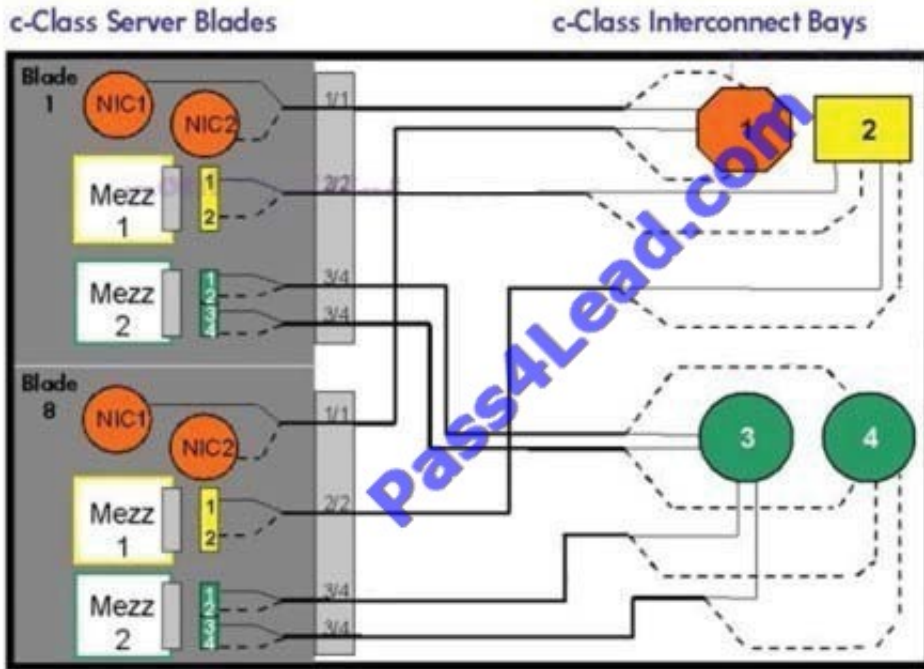 c-Class Server Blades
c-Class Interconnect Bays
Blade
1
NIC1
NIC2
1/1
1
2
Mezz
1
1
2
2/2
Mezz
2
1
2
3
4
3/4
3/4
Blade
8
NIC1
NIC2
1/1
3
4
Mezz
1
1
2
2/2
Mezz
2
1
2
3
4
3/4
3/4
Pass4Lead.com